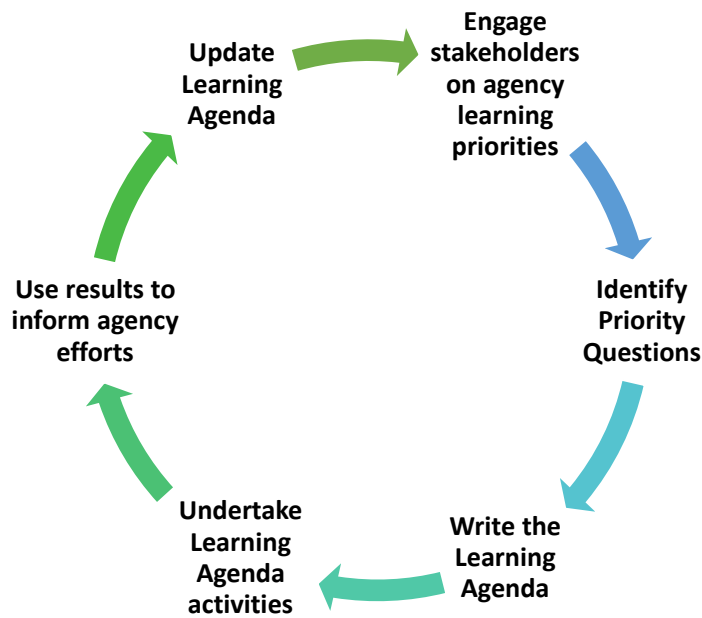 Engage
stakeholders
on agency
learning
priorities
Identify
Priority
Questions
Write the
Learning
Agenda
Undertake
Learning
Agenda
activities
Use results to
inform agency
efforts
Update
Learning
Agenda